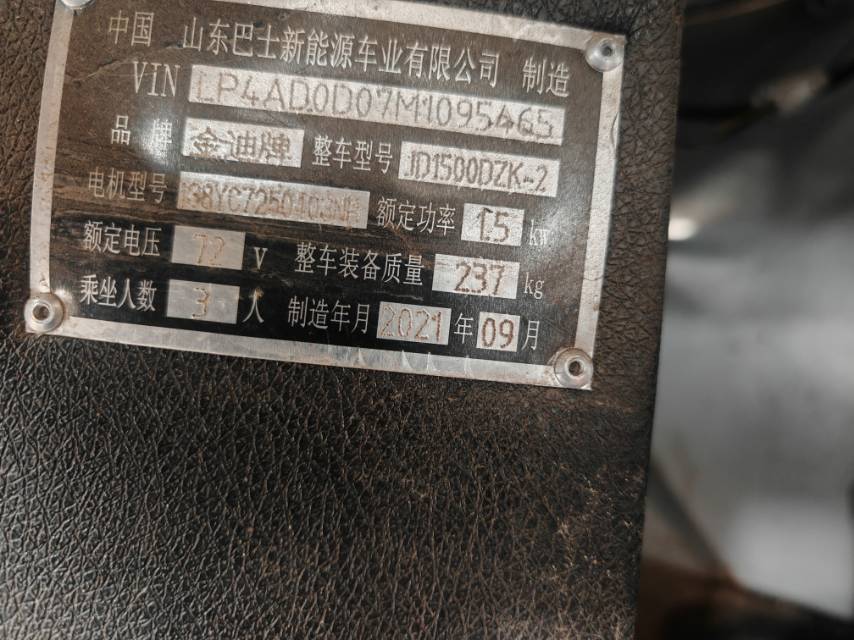 中国 山东巴士新能源车业有限公司 制造
VIN LP4AD0D07M1095465
品牌 金迪牌 整车型号 JD1500DZK-2
电机型号 额定功率 1.5 kw
额定电压 72 V 整车装备质量 237 kg
乘坐人数 3 人 制造年月 2021 年 09 月